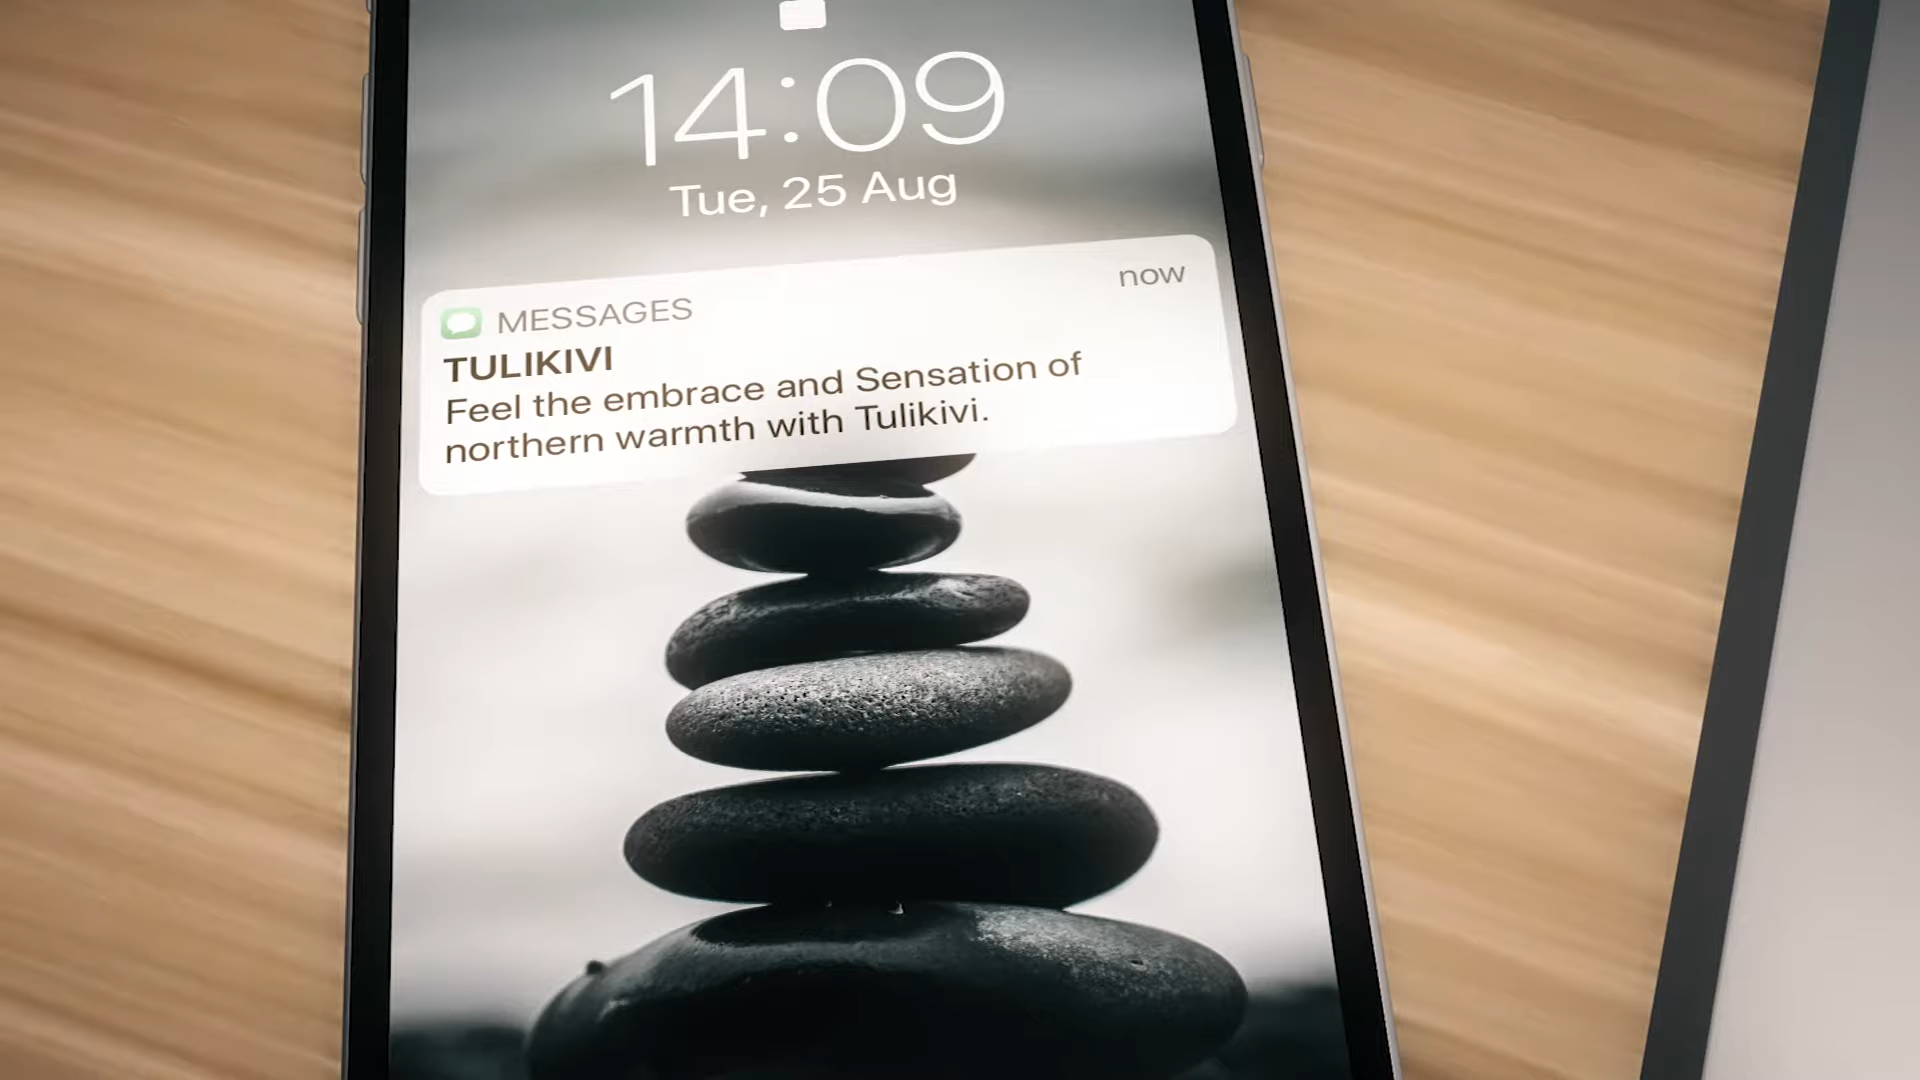 14:09
Tue, 25 Aug
MESSAGES
now
TULIKIVI
Feel the embrace and Sensation of
northern warmth with Tulikivi.